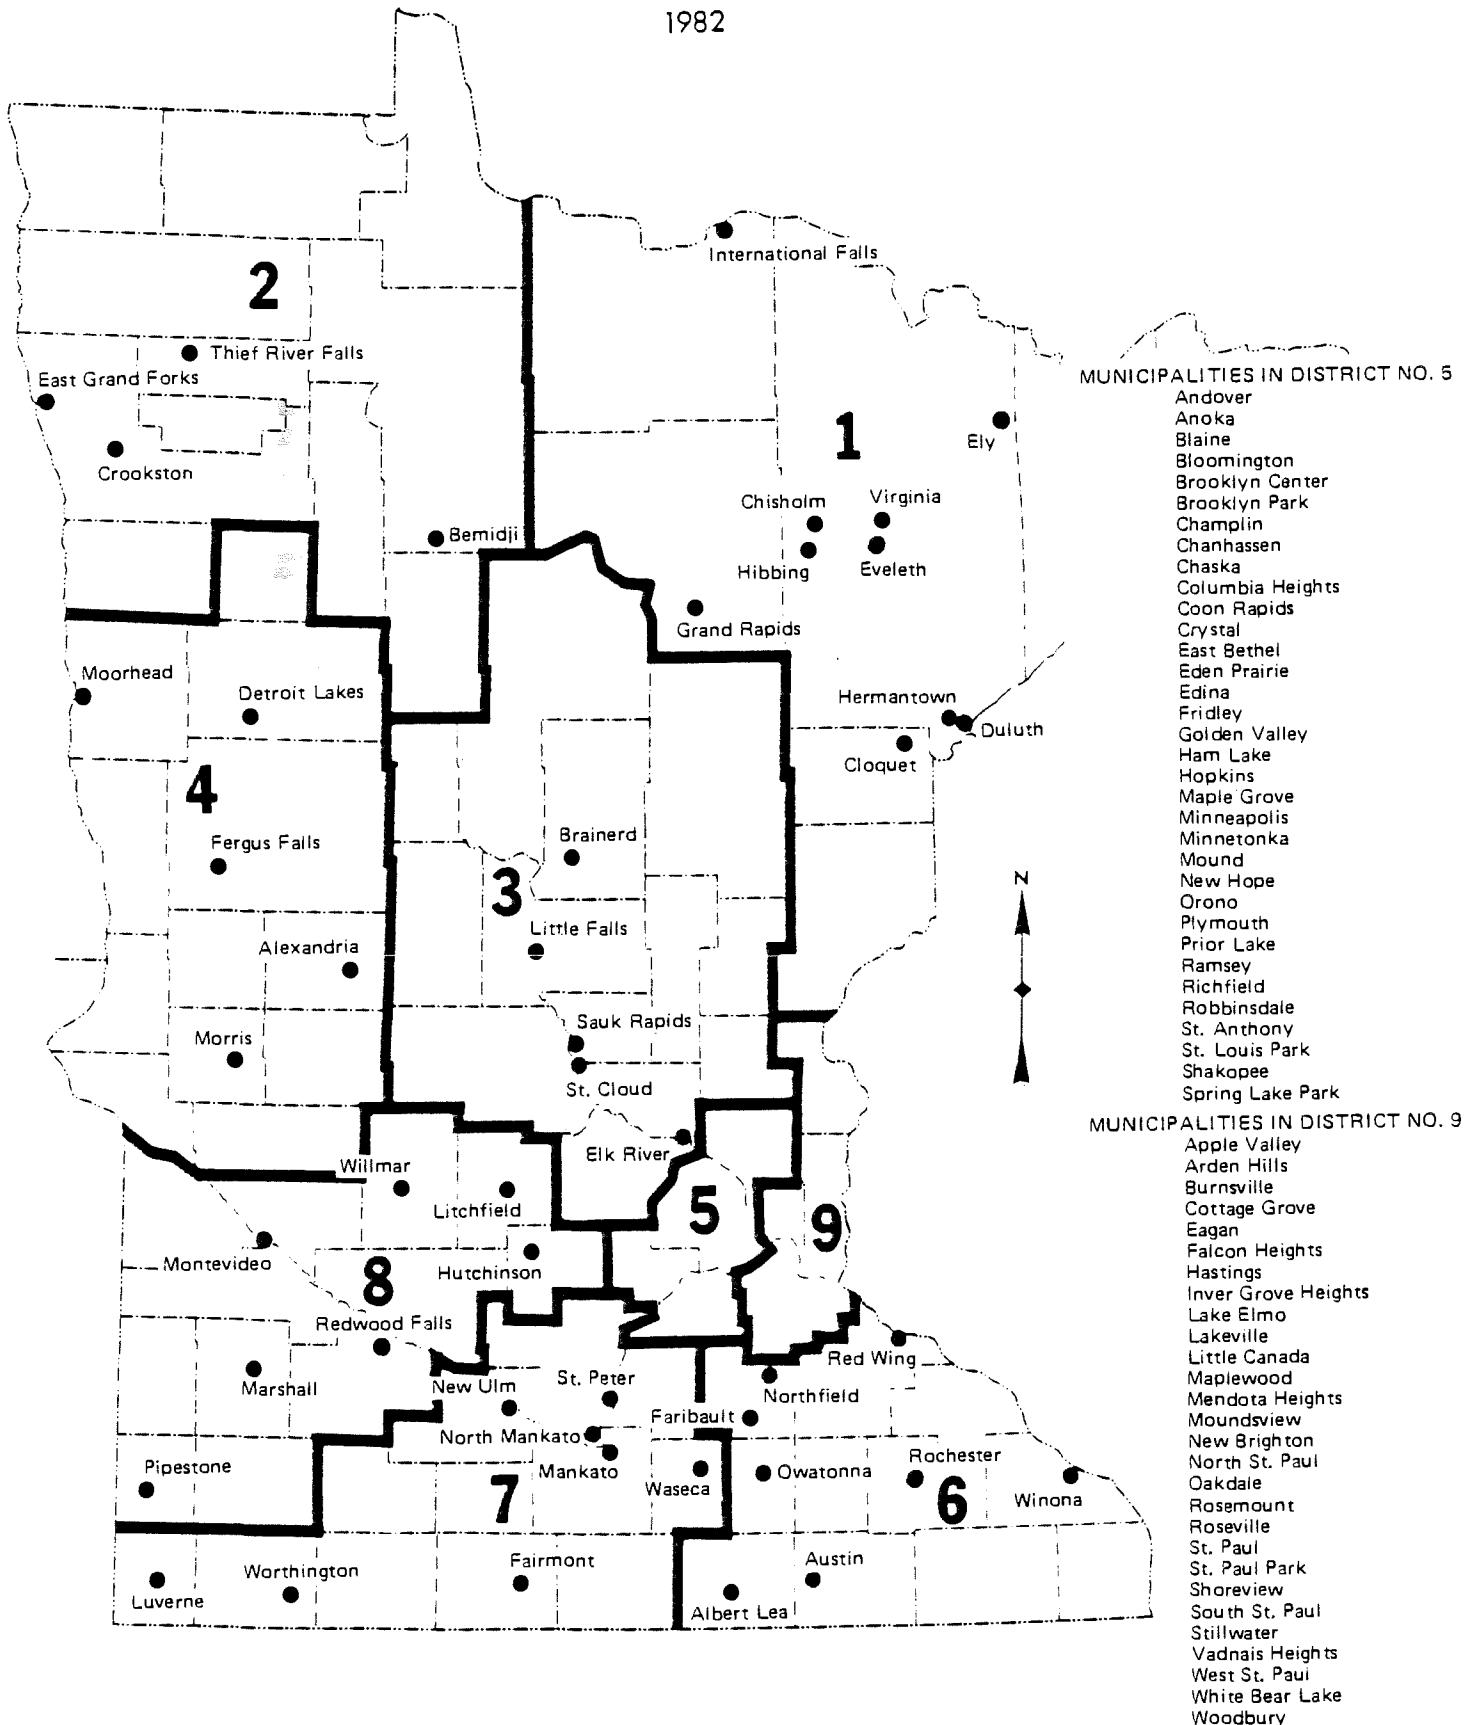 1982
International Falls
2
Thief River Falls
East Grand Forks
Crookston
Bemidji
1
Ely
Chisholm
Virginia
Hibbing
Eveleth
Grand Rapids
Hermantown
Duluth
Cloquet
Moorhead
Detroit Lakes
4
Fergus Falls
Alexandria
Morris
Brainerd
3
Little Falls
Sauk Rapids
St. Cloud
Elk River
N
Willmar
Litchfield
5
9
Montevideo
Hutchinson
8
Redwood Falls
Marshall
New Ulm
St. Peter
Red Wing
Northfield
Faribault
North Mankato
Mankato
Pipestone
Waseca
Owatonna
Rochester
7
6
Winona
Luverne
Worthington
Fairmont
Austin
Albert Lea
MUNICIPALITIES IN DISTRICT NO. 5
Andover
Anoka
Blaine
Bloomington
Brooklyn Center
Brooklyn Park
Champlin
Chanhassen
Chaska
Columbia Heights
Coon Rapids
Crystal
East Bethel
Eden Prairie
Edina
Fridley
Golden Valley
Ham Lake
Hopkins
Maple Grove
Minneapolis
Minnetonka
Mound
New Hope
Orono
Plymouth
Prior Lake
Ramsey
Richfield
Robbinsdale
St. Anthony
St. Louis Park
Shakopee
Spring Lake Park
MUNICIPALITIES IN DISTRICT NO. 9
Apple Valley
Arden Hills
Burnsville
Cottage Grove
Eagan
Falcon Heights
Hastings
Inver Grove Heights
Lake Elmo
Lakeville
Little Canada
Maplewood
Mendota Heights
Moundsview
New Brighton
North St. Paul
Oakdale
Rosemount
Roseville
St. Paul
St. Paul Park
Shoreview
South St. Paul
Stillwater
Vadnais Heights
West St. Paul
White Bear Lake
Woodbury